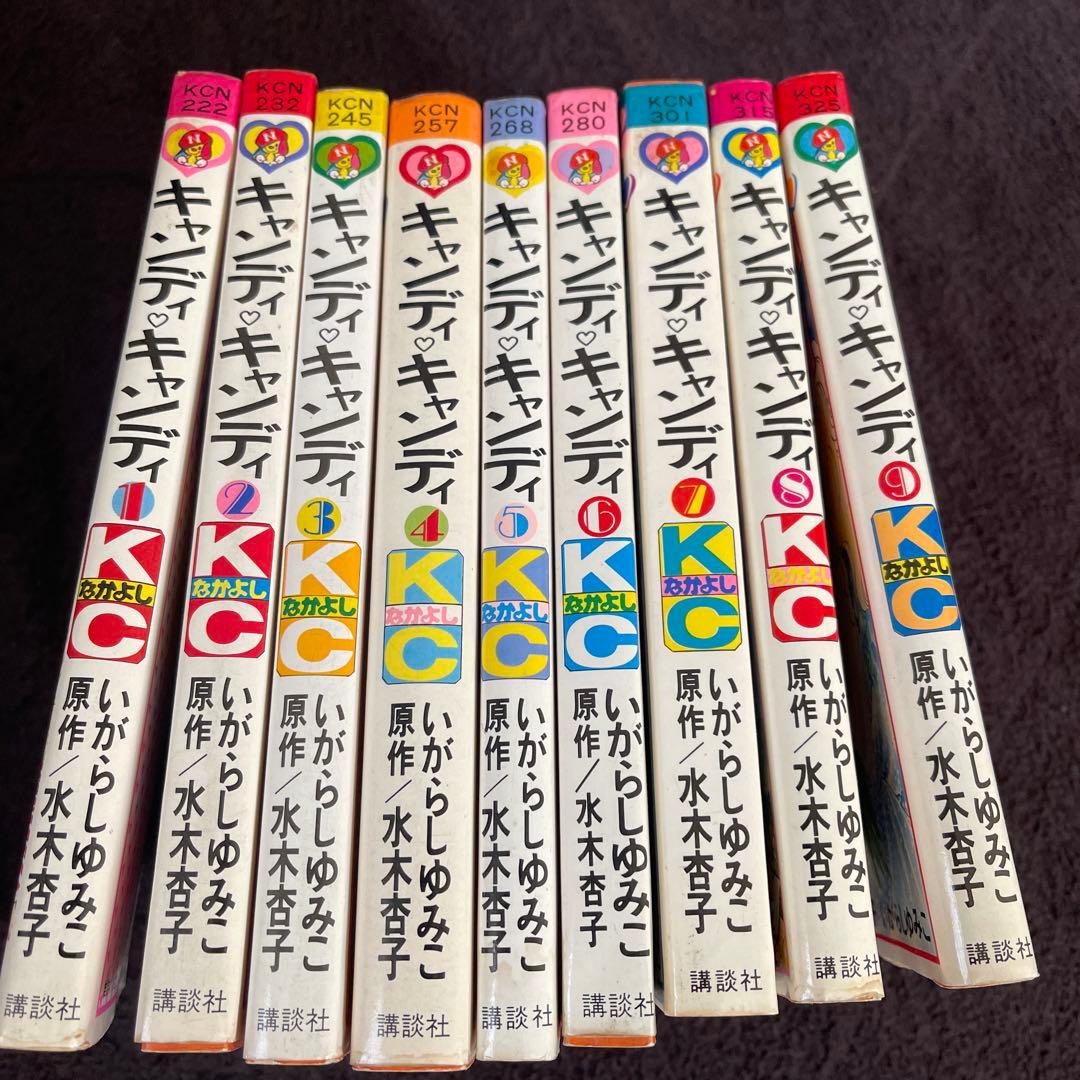 KCN
222
キャンディ♡キャンディ
1
K
なかよし
C
いがらしゆみこ
原作/水木杏子
講談社
KCN
232
キャンディ♡キャンディ
2
K
なかよし
C
いがらしゆみこ
原作/水木杏子
講談社
KCN
245
キャンディ♡キャンディ
3
K
なかよし
C
いがらしゆみこ
原作/水木杏子
講談社
KCN
257
キャンディ♡キャンディ
4
K
なかよし
C
いがらしゆみこ
原作/水木杏子
講談社
KCN
268
キャンディ♡キャンディ
5
K
なかよし
C
いがらしゆみこ
原作/水木杏子
講談社
KCN
280
キャンディ♡キャンディ
6
K
なかよし
C
いがらしゆみこ
原作/水木杏子
講談社
KCN
301
キャンディ♡キャンディ
7
K
なかよし
C
いがらしゆみこ
原作/水木杏子
講談社
KCN
315
キャンディ♡キャンディ
8
K
なかよし
C
いがらしゆみこ
原作/水木杏子
講談社
KCN
325
キャンディ♡キャンディ
9
K
なかよし
C
いがらしゆみこ
原作/水木杏子
講談社
らしゆみこ